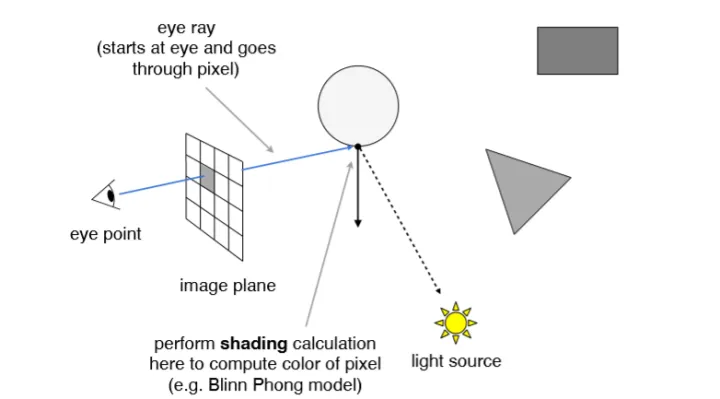 eye ray
(starts at eye and goes
through pixel)
eye point
image plane
perform shading calculation
here to compute color of pixel
(e.g. Blinn Phong model)
light source